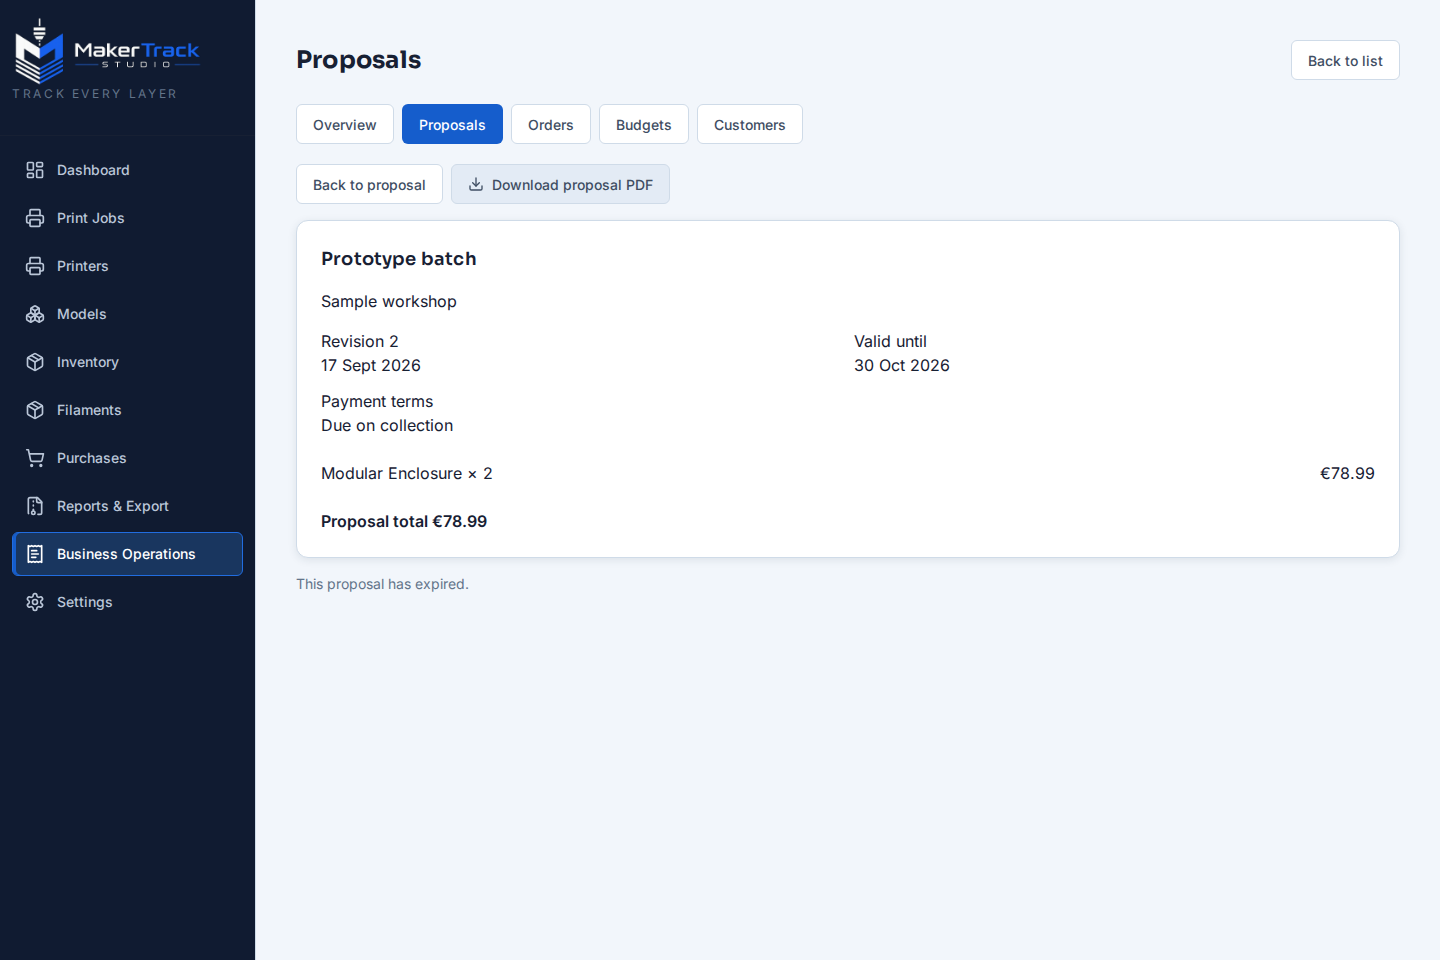 MakerTrack
STUDIO
TRACK EVERY LAYER
Dashboard
Print Jobs
Printers
Models
Inventory
Filaments
Purchases
Reports & Export
Business Operations
Settings
Proposals
Back to list
Overview
Proposals
Orders
Budgets
Customers
Back to proposal
Download proposal PDF
Prototype batch
Sample workshop
Revision 2
17 Sept 2026
Valid until
30 Oct 2026
Payment terms
Due on collection
Modular Enclosure × 2
€78.99
Proposal total €78.99
This proposal has expired.